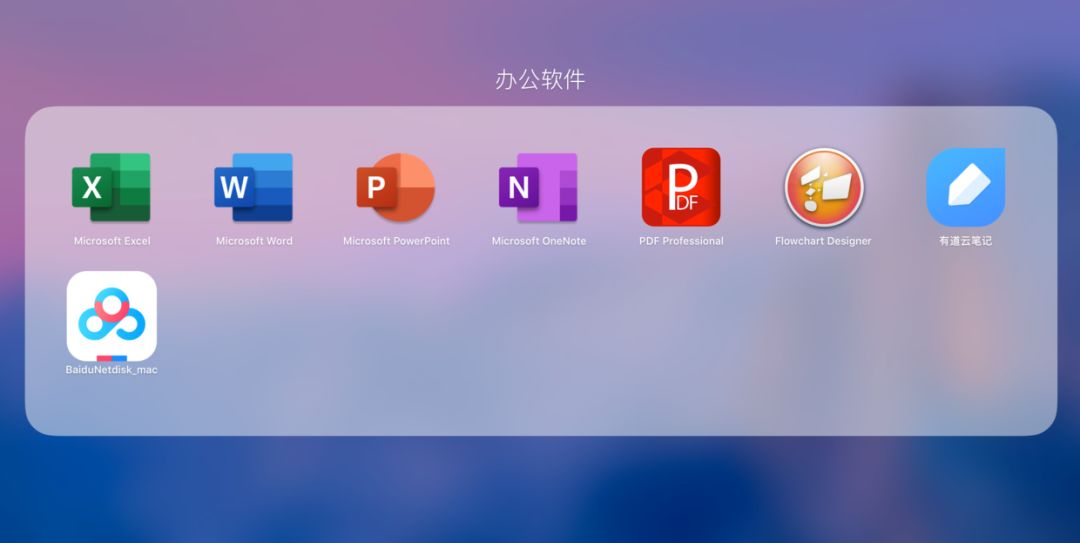 办公软件
X
W
P
N
PDF
Microsoft Excel
Microsoft Word
Microsoft PowerPoint
Microsoft OneNote
PDF Professional
Flowchart Designer
有道云笔记
BaiduNetdisk_mac